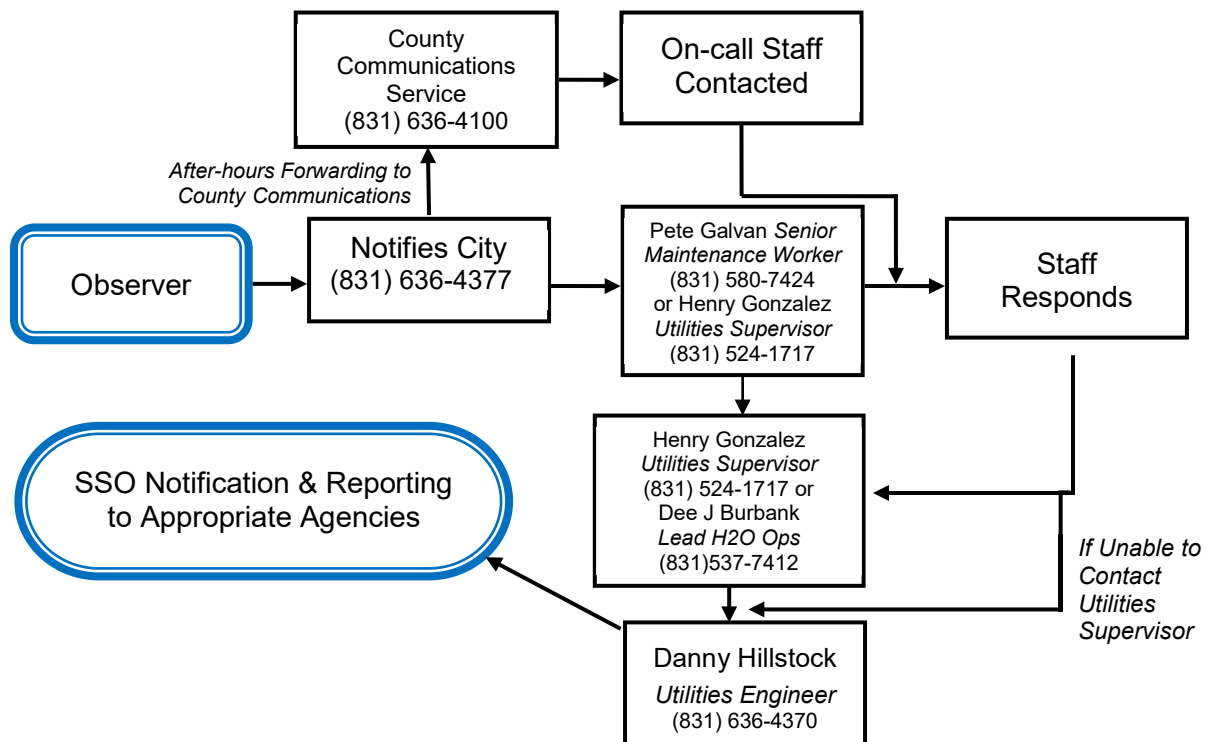 County
Communications
Service
(831) 636-4100
On-call Staff
Contacted
After-hours Forwarding to
County Communications
Observer
Notifies City
(831) 636-4377
Pete Galvan Senior
Maintenance Worker
(831) 580-7424
or Henry Gonzalez
Utilities Supervisor
(831) 524-1717
Staff
Responds
Henry Gonzalez
Utilities Supervisor
(831) 524-1717 or
Dee J Burbank
Lead H2O Ops
(831)537-7412
SSO Notification & Reporting
to Appropriate Agencies
If Unable to
Contact
Utilities
Supervisor
Danny Hillstock
Utilities Engineer
(831) 636-4370